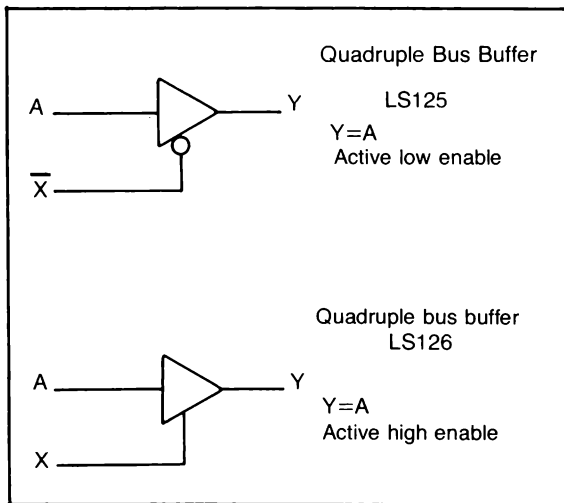 Quadruple Bus Buffer
LS125
A
Y
Y=A
Active low enable
X̅
Quadruple bus buffer
LS126
A
Y
Y=A
Active high enable
X